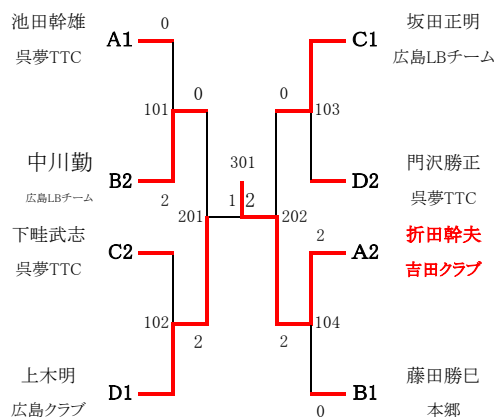 池田幹雄
呉夢TTC
A1
0
101
0
中川勤
広島LBチーム
B2
2
下畦武志
呉夢TTC
C2
201
102
2
上木明
広島クラブ
D1
301
1 2
坂田正明
広島LBチーム
C1
0
103
門沢勝正
呉夢TTC
D2
202
折田幹夫
吉田クラブ
A2
2
104
2
藤田勝巳
本郷
B1
0